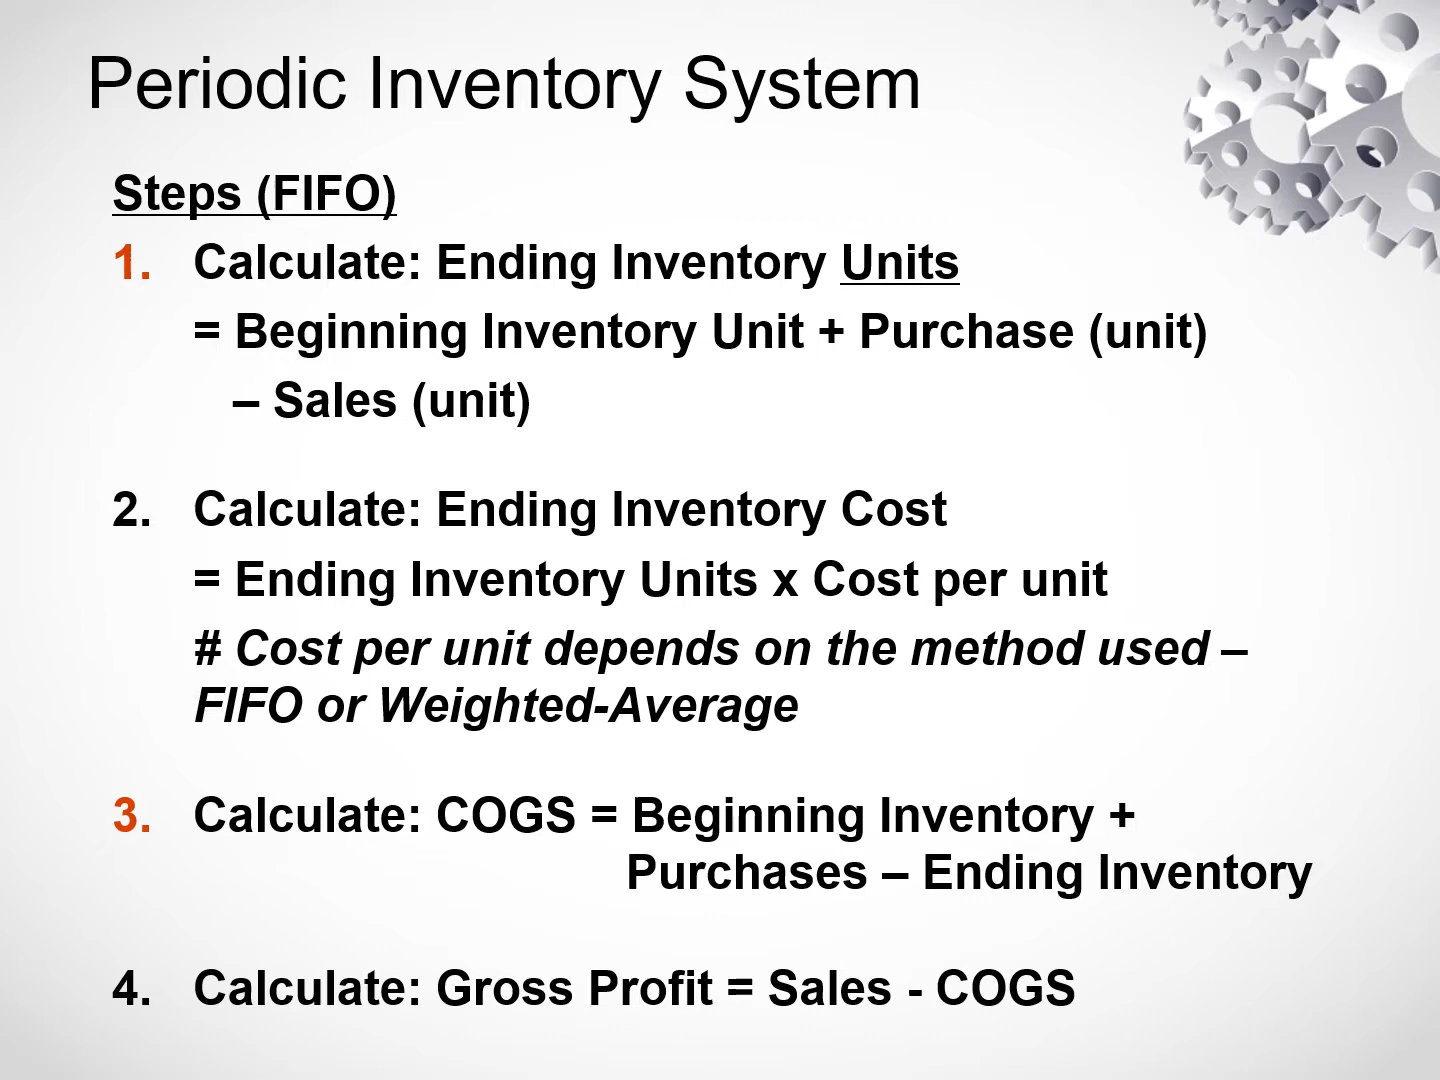 Periodic Inventory System
Steps (FIFO)
1. Calculate: Ending Inventory Units
= Beginning Inventory Unit + Purchase (unit)
– Sales (unit)
2. Calculate: Ending Inventory Cost
= Ending Inventory Units x Cost per unit
# Cost per unit depends on the method used –
FIFO or Weighted-Average
3. Calculate: COGS = Beginning Inventory +
Purchases – Ending Inventory
4. Calculate: Gross Profit = Sales - COGS